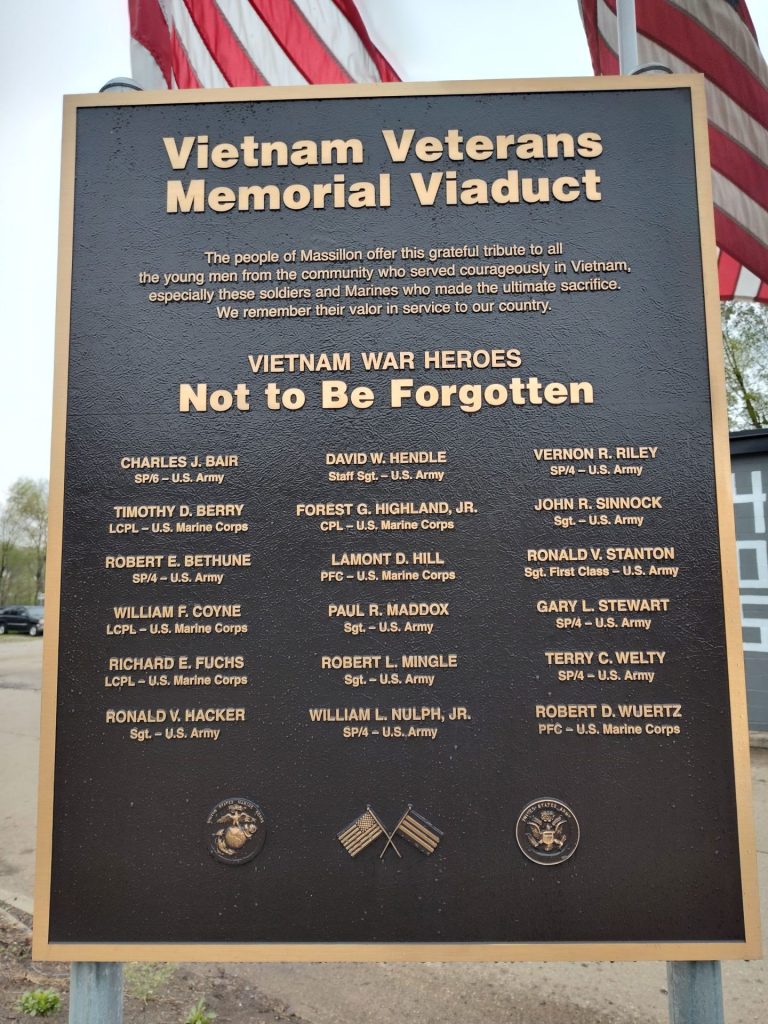 Vietnam Veterans
Memorial Viaduct
The people of Massillon offer this grateful tribute to all
the young men from the community who served courageously in Vietnam,
especially these soldiers and Marines who made the ultimate sacrifice.
We remember their valor in service to our country.
VIETNAM WAR HEROES
Not to Be Forgotten
CHARLES J. BAIR
SP/6 – U.S. Army
TIMOTHY D. BERRY
LCPL – U.S. Marine Corps
ROBERT E. BETHUNE
SP/4 – U.S. Army
WILLIAM F. COYNE
LCPL – U.S. Marine Corps
RICHARD E. FUCHS
LCPL – U.S. Marine Corps
RONALD V. HACKER
Sgt. – U.S. Army
DAVID W. HENDLE
Staff Sgt. – U.S. Army
FOREST G. HIGHLAND, JR.
CPL – U.S. Marine Corps
LAMONT D. HILL
PFC – U.S. Marine Corps
PAUL R. MADDOX
Sgt. – U.S. Army
ROBERT L. MINGLE
Sgt. – U.S. Army
WILLIAM L. NULPH, JR.
SP/4 – U.S. Army
VERNON R. RILEY
SP/4 – U.S. Army
JOHN R. SINNOCK
Sgt. – U.S. Army
RONALD V. STANTON
Sgt. First Class – U.S. Army
GARY L. STEWART
SP/4 – U.S. Army
TERRY C. WELTY
SP/4 – U.S. Army
ROBERT D. WUERTZ
PFC – U.S. Marine Corps
UNITED STATES MARINE CORPS
UNITED STATES ARMY